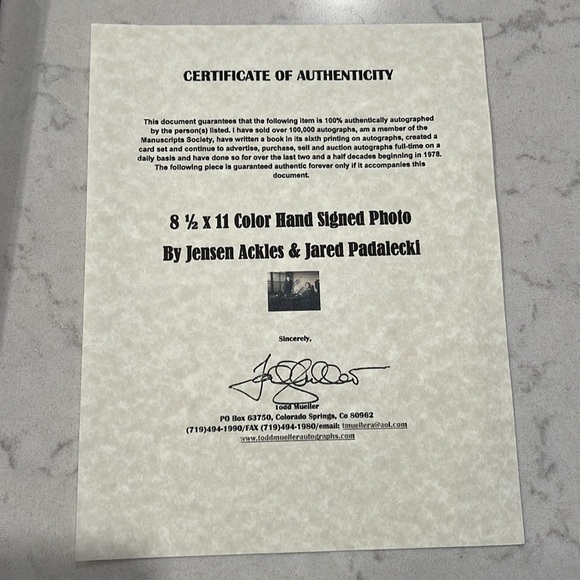 CERTIFICATE OF AUTHENTICITY
This document guarantees that the following item is 100% authentically autographed
by the person(s) listed. I have sold over 100,000 autographs, am a member of the
Manuscripts Society, have written a book in its sixth printing on autographs, created a
card set and continue to advertise, purchase, sell and auction autographs full-time on a
daily basis and have done so for over the last two and a half decades beginning in 1978.
The following piece is guaranteed authentic forever only if it accompanies this
document.
8 ½ x 11 Color Hand Signed Photo
By Jensen Ackles & Jared Padalecki
Sincerely,
Todd Mueller
PO Box 63750, Colorado Springs, Co 80962
(719)494-1990/FAX (719)494-1980/email: tmuellera@aol.com
www.toddmuellerautographs.com